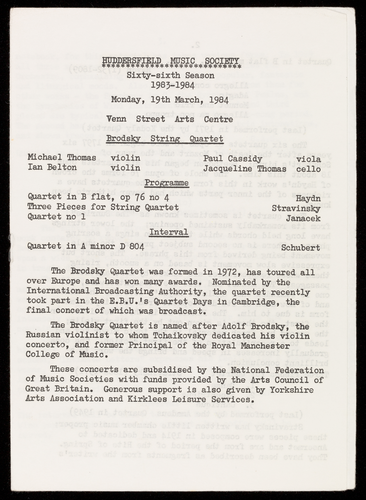 HUDDERSFIELD MUSIC SOCIETY
**************************
Sixty-sixth Season
1983-1984
Monday, 19th March, 1984
Venn Street Arts Centre
Brodsky String Quartet
Michael Thomas violin Paul Cassidy viola
Ian Belton violin Jacqueline Thomas cello
Programme
Quartet in B flat, op 76 no 4 Haydn
Three Pieces for String Quartet Stravinsky
Quartet no 1 Janacek
Interval
Quartet in A minor D 804 Schubert
The Brodsky Quartet was formed in 1972, has toured all
over Europe and has won many awards. Nominated by the
International Broadcasting Authority, the quartet recently
took part in the E.B.U.'s Quartet Days in Cambridge, the
final concert of which was broadcast.
The Brodsky Quartet is named after Adolf Brodsky, the
Russian violinist to whom Tchaikovsky dedicated his violin
concerto, and former Principal of the Royal Manchester
College of Music.
These concerts are subsidised by the National Federation
of Music Societies with funds provided by the Arts Council of
Great Britain. Generous support is also given by Yorkshire
Arts Association and Kirklees Leisure Services.